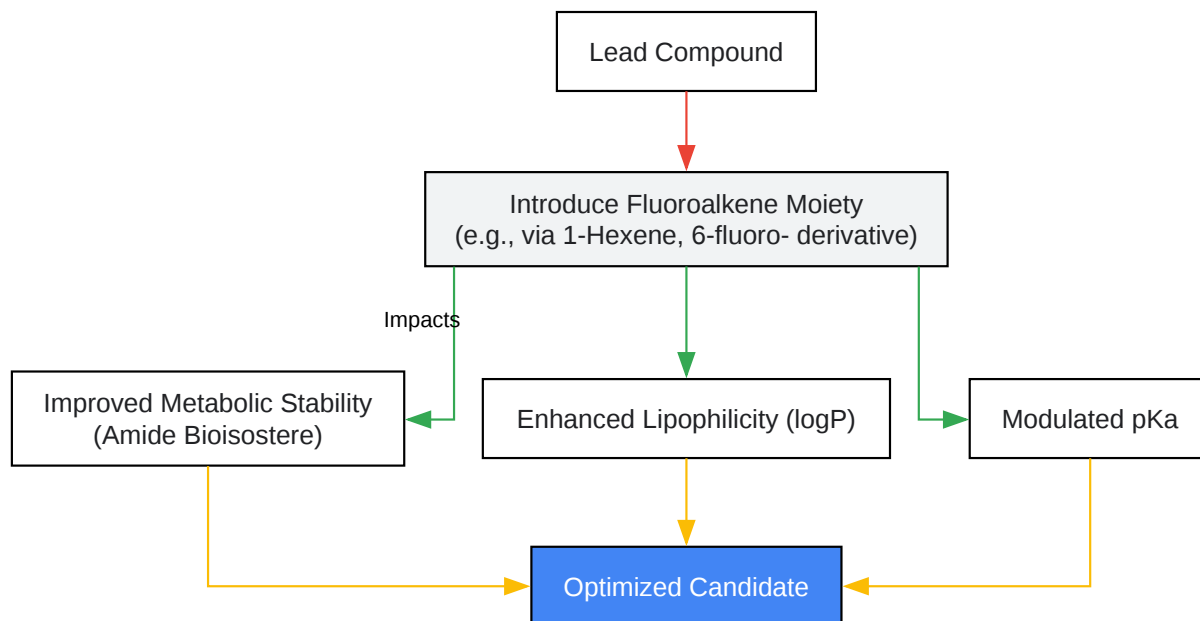 Lead Compound
Introduce Fluoroalkene Moiety
(e.g., via 1-Hexene, 6-fluoro- derivative)
Impacts
Improved Metabolic Stability
(Amide Bioisostere)
Enhanced Lipophilicity (logP)
Modulated pKa
Optimized Candidate